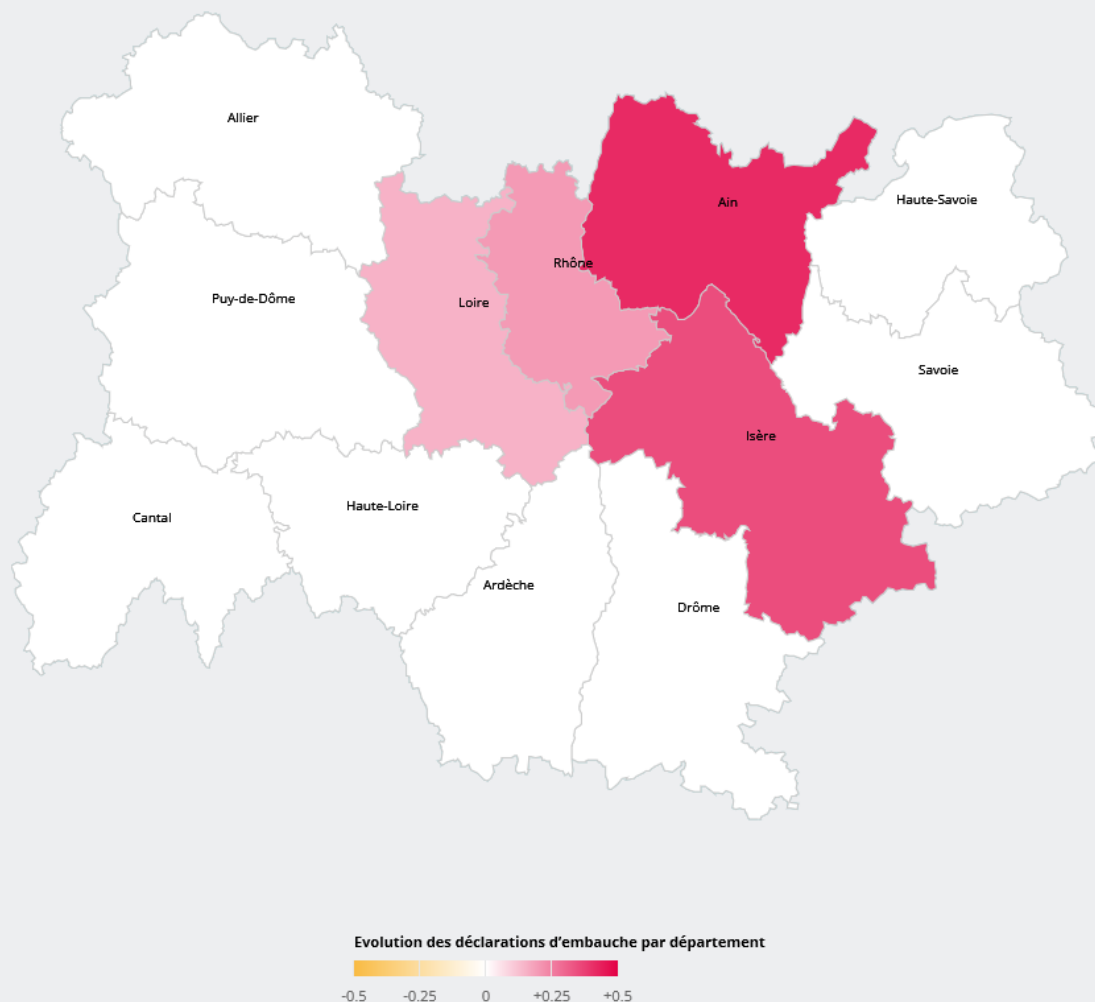 Allier
Ain
Haute-Savoie
Rhône
Puy-de-Dôme
Loire
Savoie
Isère
Haute-Loire
Cantal
Ardèche
Drôme
Evolution des déclarations d'embauche par département
-0.5 -0.25 0 +0.25 +0.5